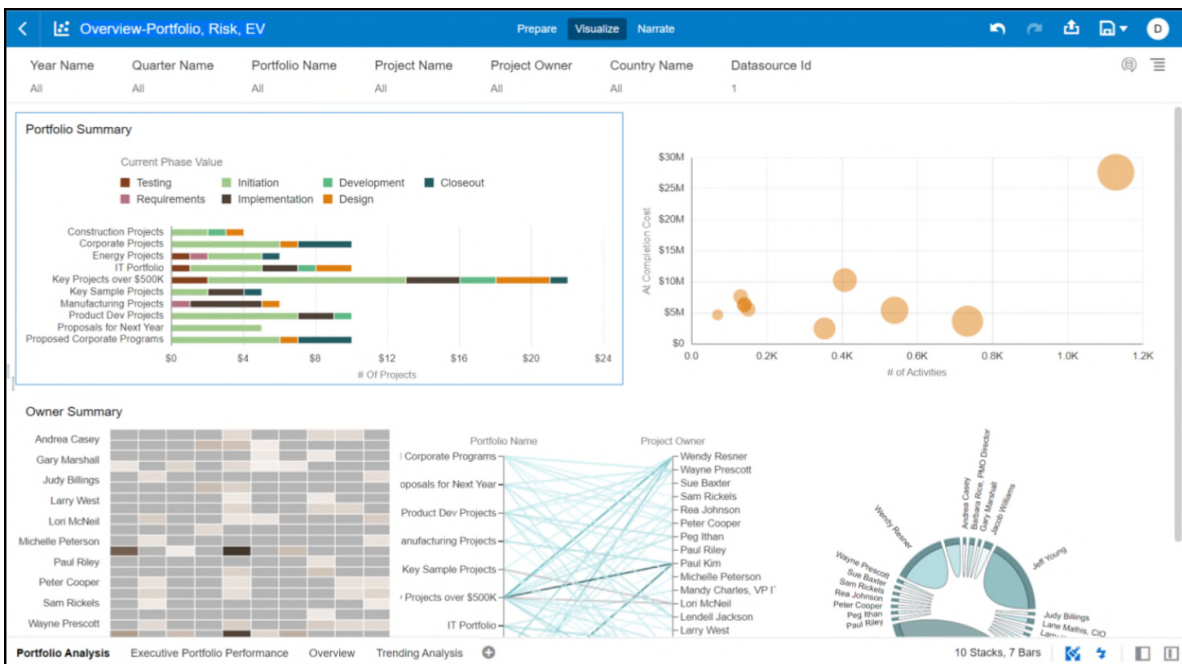 Overview-Portfolio, Risk, EV
Prepare Visualize Narrate
D
Year Name Quarter Name Portfolio Name Project Name Project Owner Country Name Datasource Id
All All All All All All 1
Portfolio Summary
Current Phase Value
Testing Initiation Development Closeout
Requirements Implementation Design
Construction Projects
Corporate Projects
Energy Projects
IT Portfolio
Key Projects over $500K
Key Sample Projects
Manufacturing Projects
Product Dev Projects
Proposals for Next Year
Proposed Corporate Programs
$0 $4 $8 $12 $16 $20 $24
# Of Projects
$30M
$25M
$20M
$15M
$10M
$5M
$0
At Completion Cost
0.0 0.2K 0.4K 0.6K 0.8K 1.0K 1.2K
# of Activities
Owner Summary
Andrea Casey
Gary Marshall
Judy Billings
Larry West
Lori McNeil
Michelle Peterson
Paul Riley
Peter Cooper
Sam Rickels
Wayne Prescott
Portfolio Name
Corporate Programs
oposals for Next Year
Product Dev Projects
anufacturing Projects
Key Sample Projects
Projects over $500K
IT Portfolio
Project Owner
Wendy Resner
Wayne Prescott
Sue Baxter
Sam Rickels
Rea Johnson
Peter Cooper
Peg Ithan
Paul Riley
Paul Kim
Michelle Peterson
Mandy Charles, VP I
Lori McNeil
Lendell Jackson
Larry West
Andrea Casey
Barbara Rice, PMO Director
Gary Marshall
Jacob Williams
Jeff Young
Judy Billings
Lane Mathis, CIO
Wendy Resner
Wayne Prescott
Sue Baxter
Sam Rickels
Rea Johnson
Peter Cooper
Peg Ithan
Paul Riley
Portfolio Analysis Executive Portfolio Performance Overview Trending Analysis
10 Stacks, 7 Bars